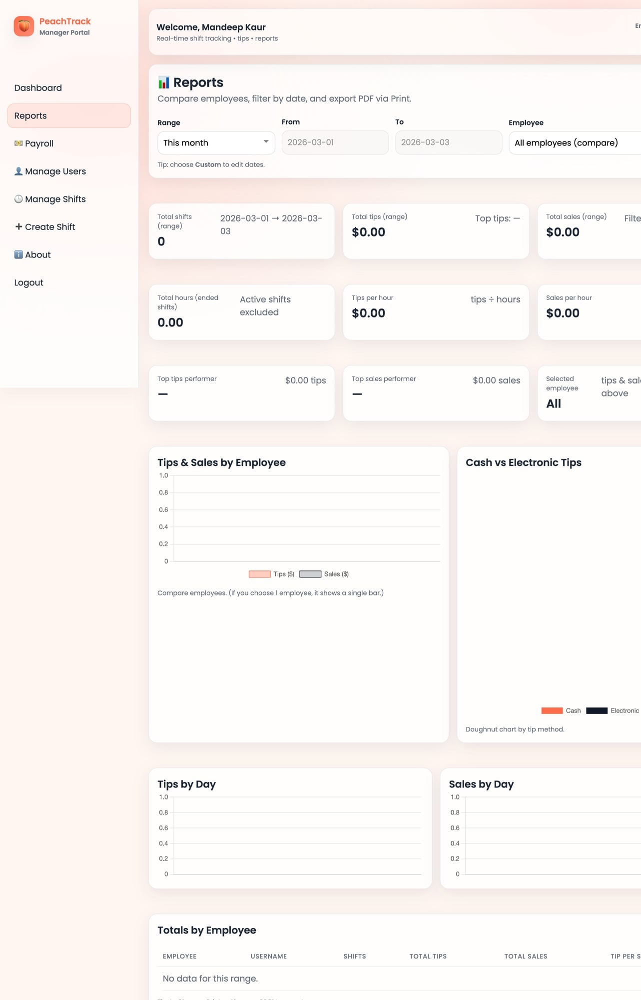 PeachTrack
Manager Portal
Dashboard
Reports
Payroll
Manage Users
Manage Shifts
Create Shift
About
Logout
Welcome, Mandeep Kaur
Real-time shift tracking • tips • reports
Reports
Compare employees, filter by date, and export PDF via Print.
Range
From
To
Employee
This month
2026-03-01
2026-03-03
All employees (compare)
Tip: choose Custom to edit dates.
Total shifts
(range)
0
2026-03-01 → 2026-03-
03
Total tips (range)
$0.00
Top tips: —
Total sales (range)
$0.00
Total hours (ended
shifts)
0.00
Active shifts
excluded
Tips per hour
$0.00
tips ÷ hours
Sales per hour
$0.00
Top tips performer
—
$0.00 tips
Top sales performer
—
$0.00 sales
Selected
employee
All
tips &
above
Tips & Sales by Employee
1.0
0.8
0.6
0.4
0.2
0
Tips ($)
Sales ($)
Compare employees. (If you choose 1 employee, it shows a single bar.)
Cash vs Electronic Tips
Cash
Electronic
Doughnut chart by tip method.
Tips by Day
1.0
0.8
0.6
0.4
0.2
0
Sales by Day
1.0
0.8
0.6
0.4
0.2
0
Totals by Employee
EMPLOYEE USERNAME SHIFTS TOTAL TIPS TOTAL SALES TIP PER
No data for this range.